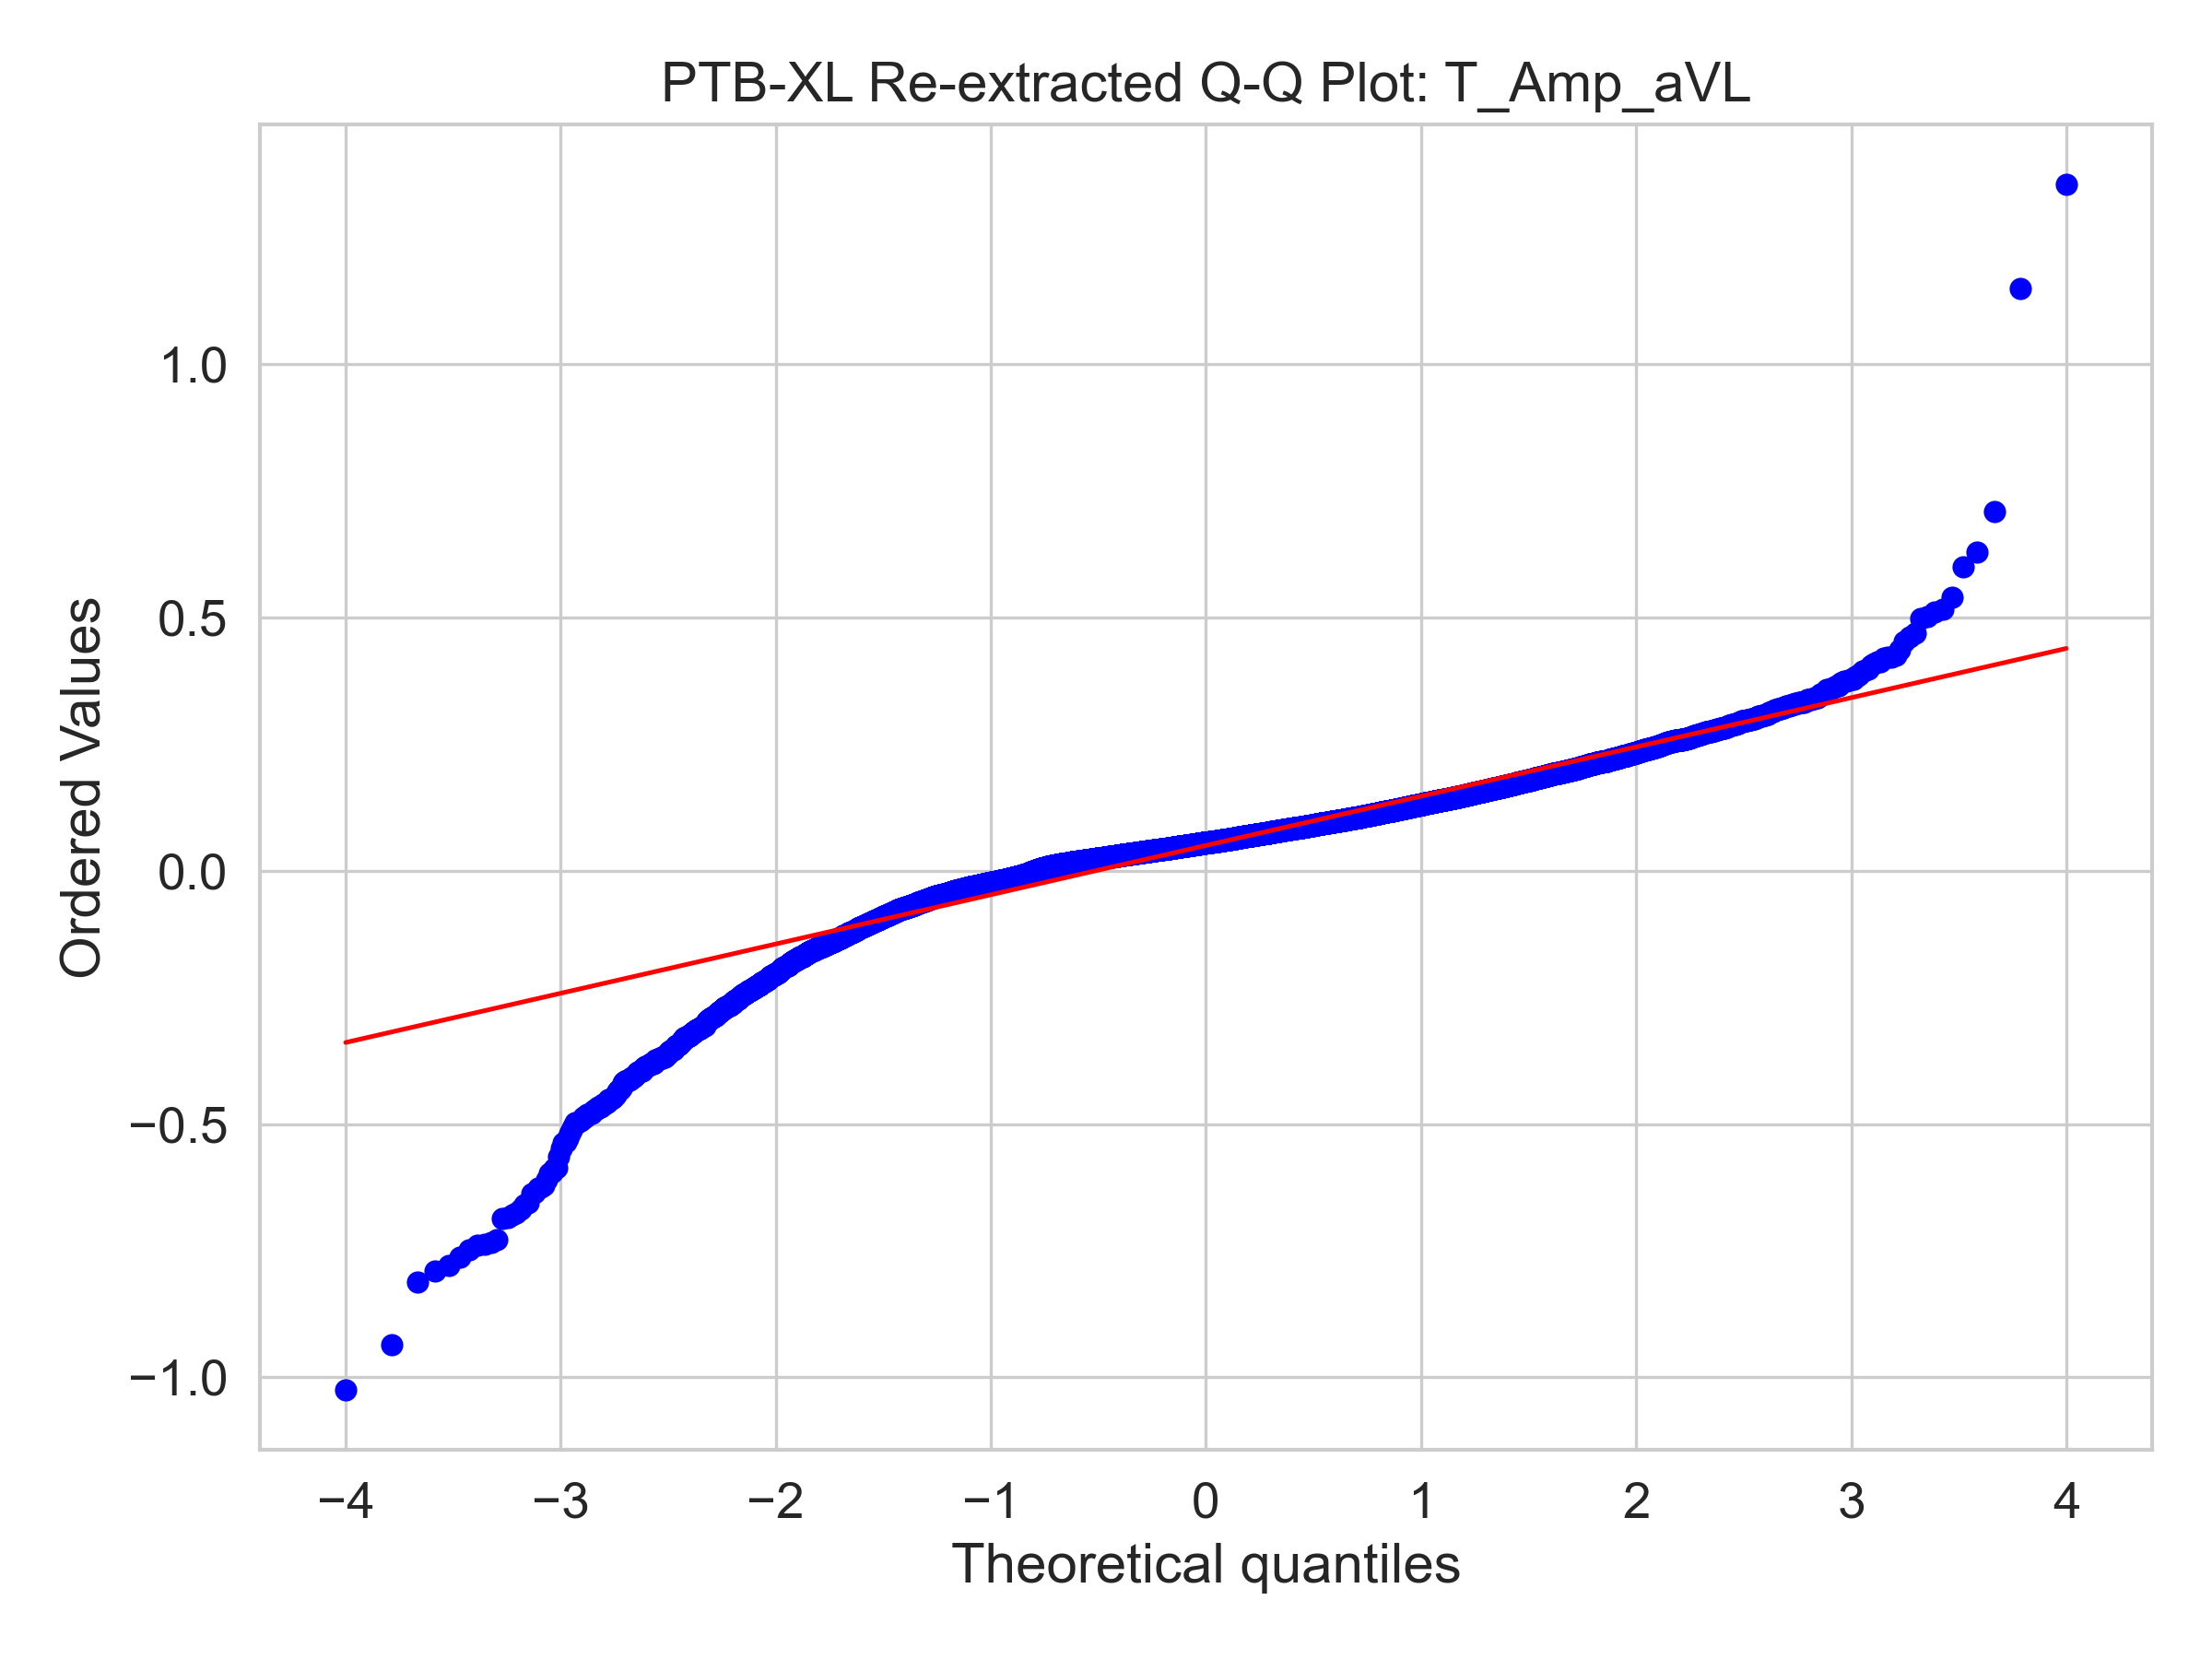 PTB-XL Re-extracted Q-Q Plot: T_Amp_aVL
1.0
0.5
0.0
−0.5
−1.0
Ordered Values
−4 −3 −2 −1 0 1 2 3 4
Theoretical quantiles